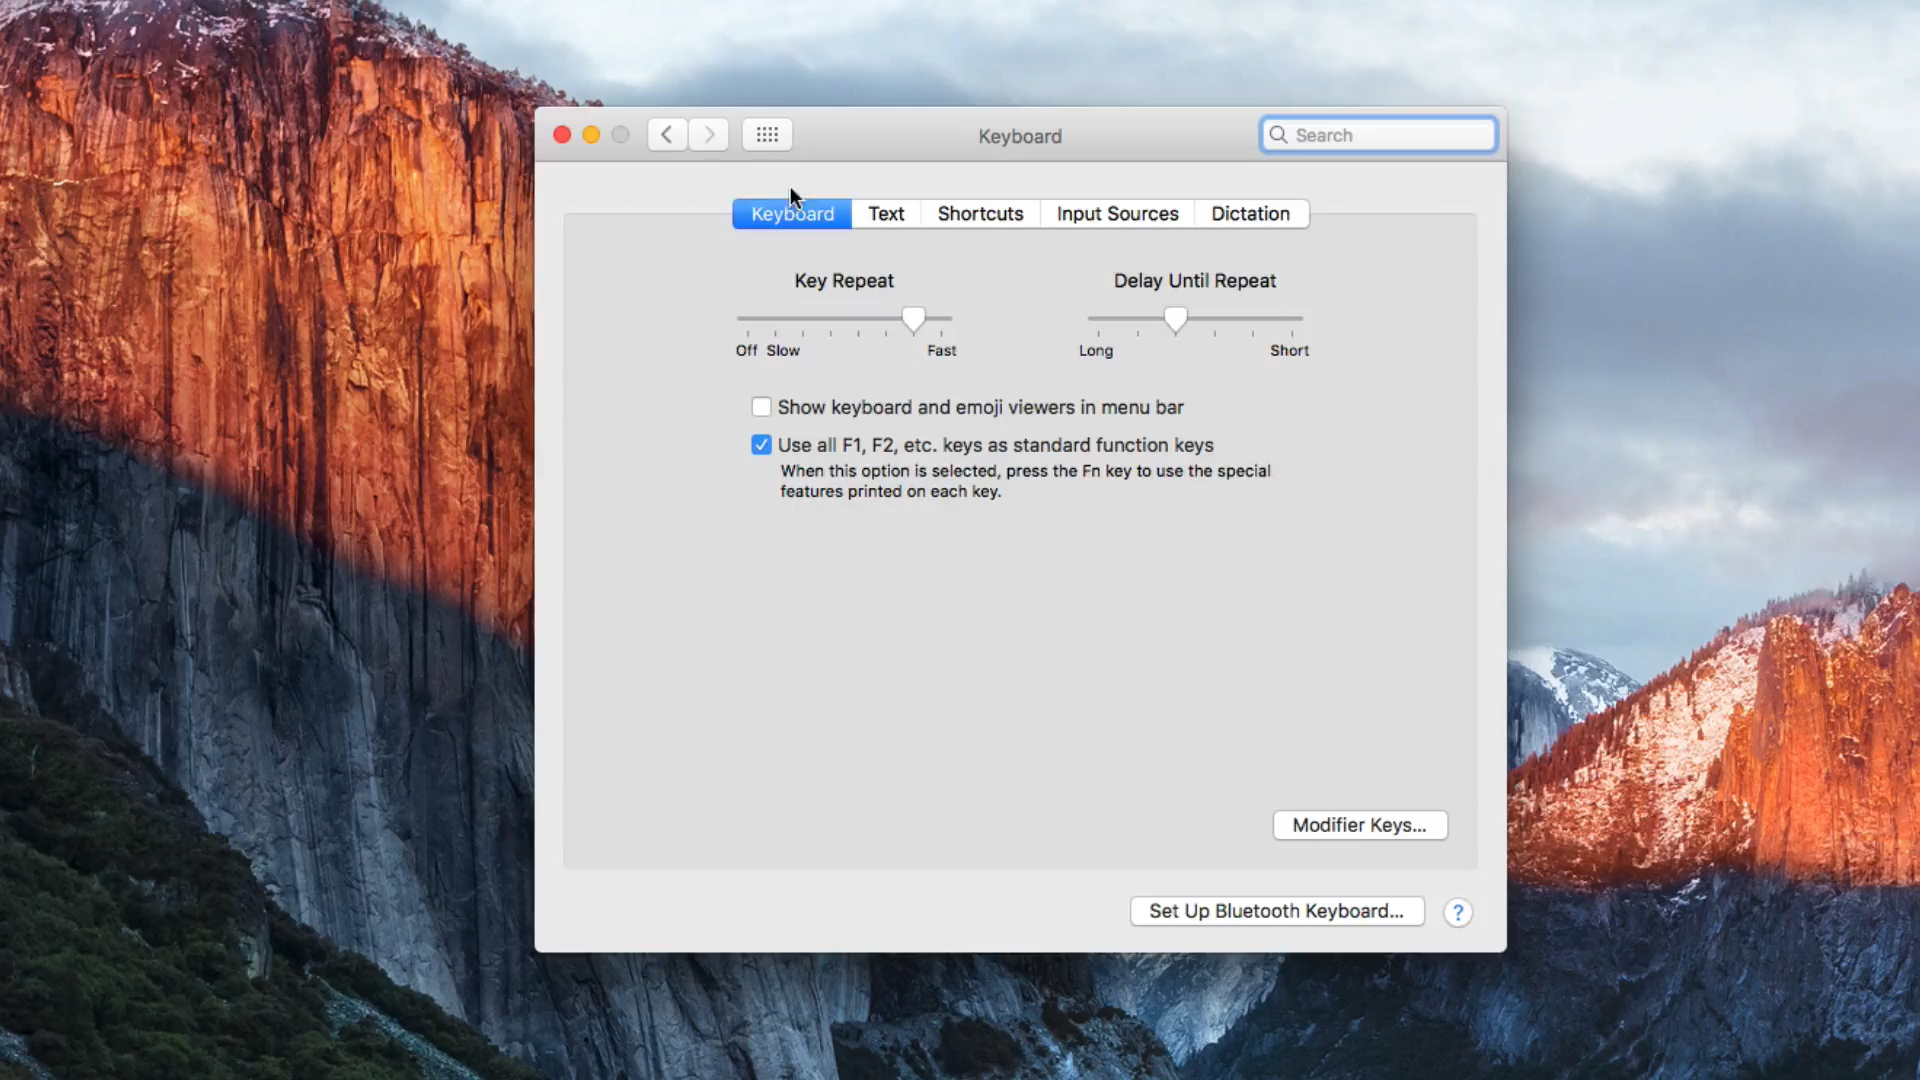 Keyboard
Search
Keyboard Text Shortcuts Input Sources Dictation
Key Repeat Delay Until Repeat
Off Slow Fast Long Short
Show keyboard and emoji viewers in menu bar
Use all F1, F2, etc. keys as standard function keys
When this option is selected, press the Fn key to use the special
features printed on each key.
Modifier Keys...
Set Up Bluetooth Keyboard... ?